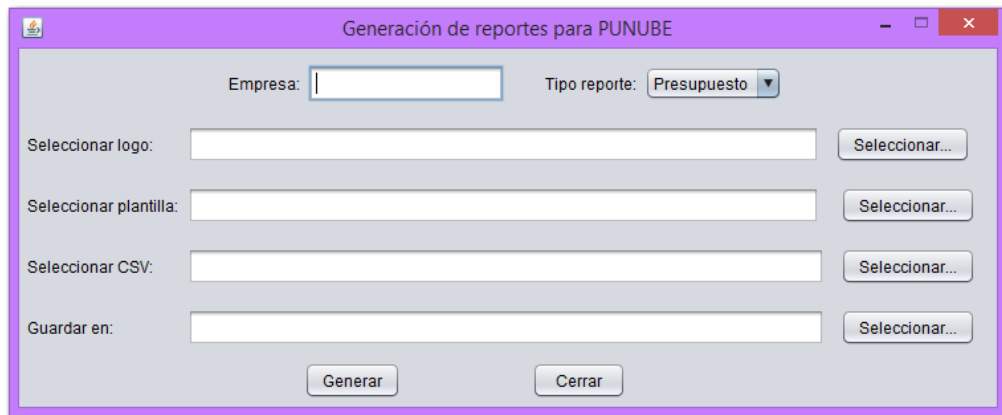 Generación de reportes para PUNUBE
Empresa: Tipo reporte: Presupuesto
Seleccionar logo: Seleccionar...
Seleccionar plantilla: Seleccionar...
Seleccionar CSV: Seleccionar...
Guardar en: Seleccionar...
Generar Cerrar